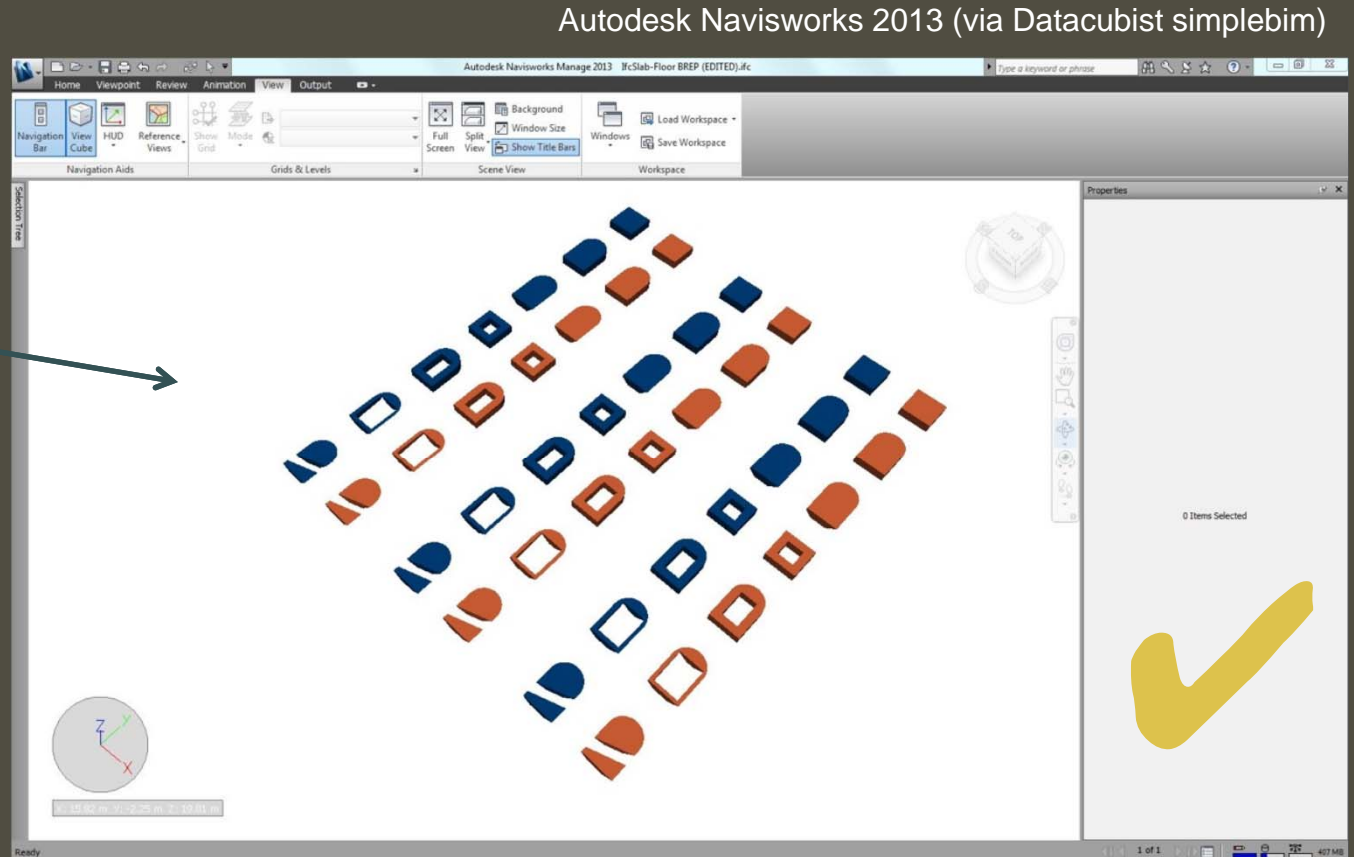 Autodesk Navisworks 2013 (via Datacubist simplebim)
Autodesk Navisworks Manage 2013 IfcSlab-Floor BREP (EDITED).ifc
Type a keyword or phrase
Home Viewpoint Review Animation View Output
Navigation Bar
View Cube
HUD
Reference Views
Show Grid
Mode
Full Screen
Split View
Background
Window Size
Show Title Bars
Windows
Load Workspace
Save Workspace
Navigation Aids
Grids & Levels
Scene View
Workspace
Selection Tree
Properties
TOP
0 Items Selected
Z
Y
X
Ready
1 of 1
407 MB